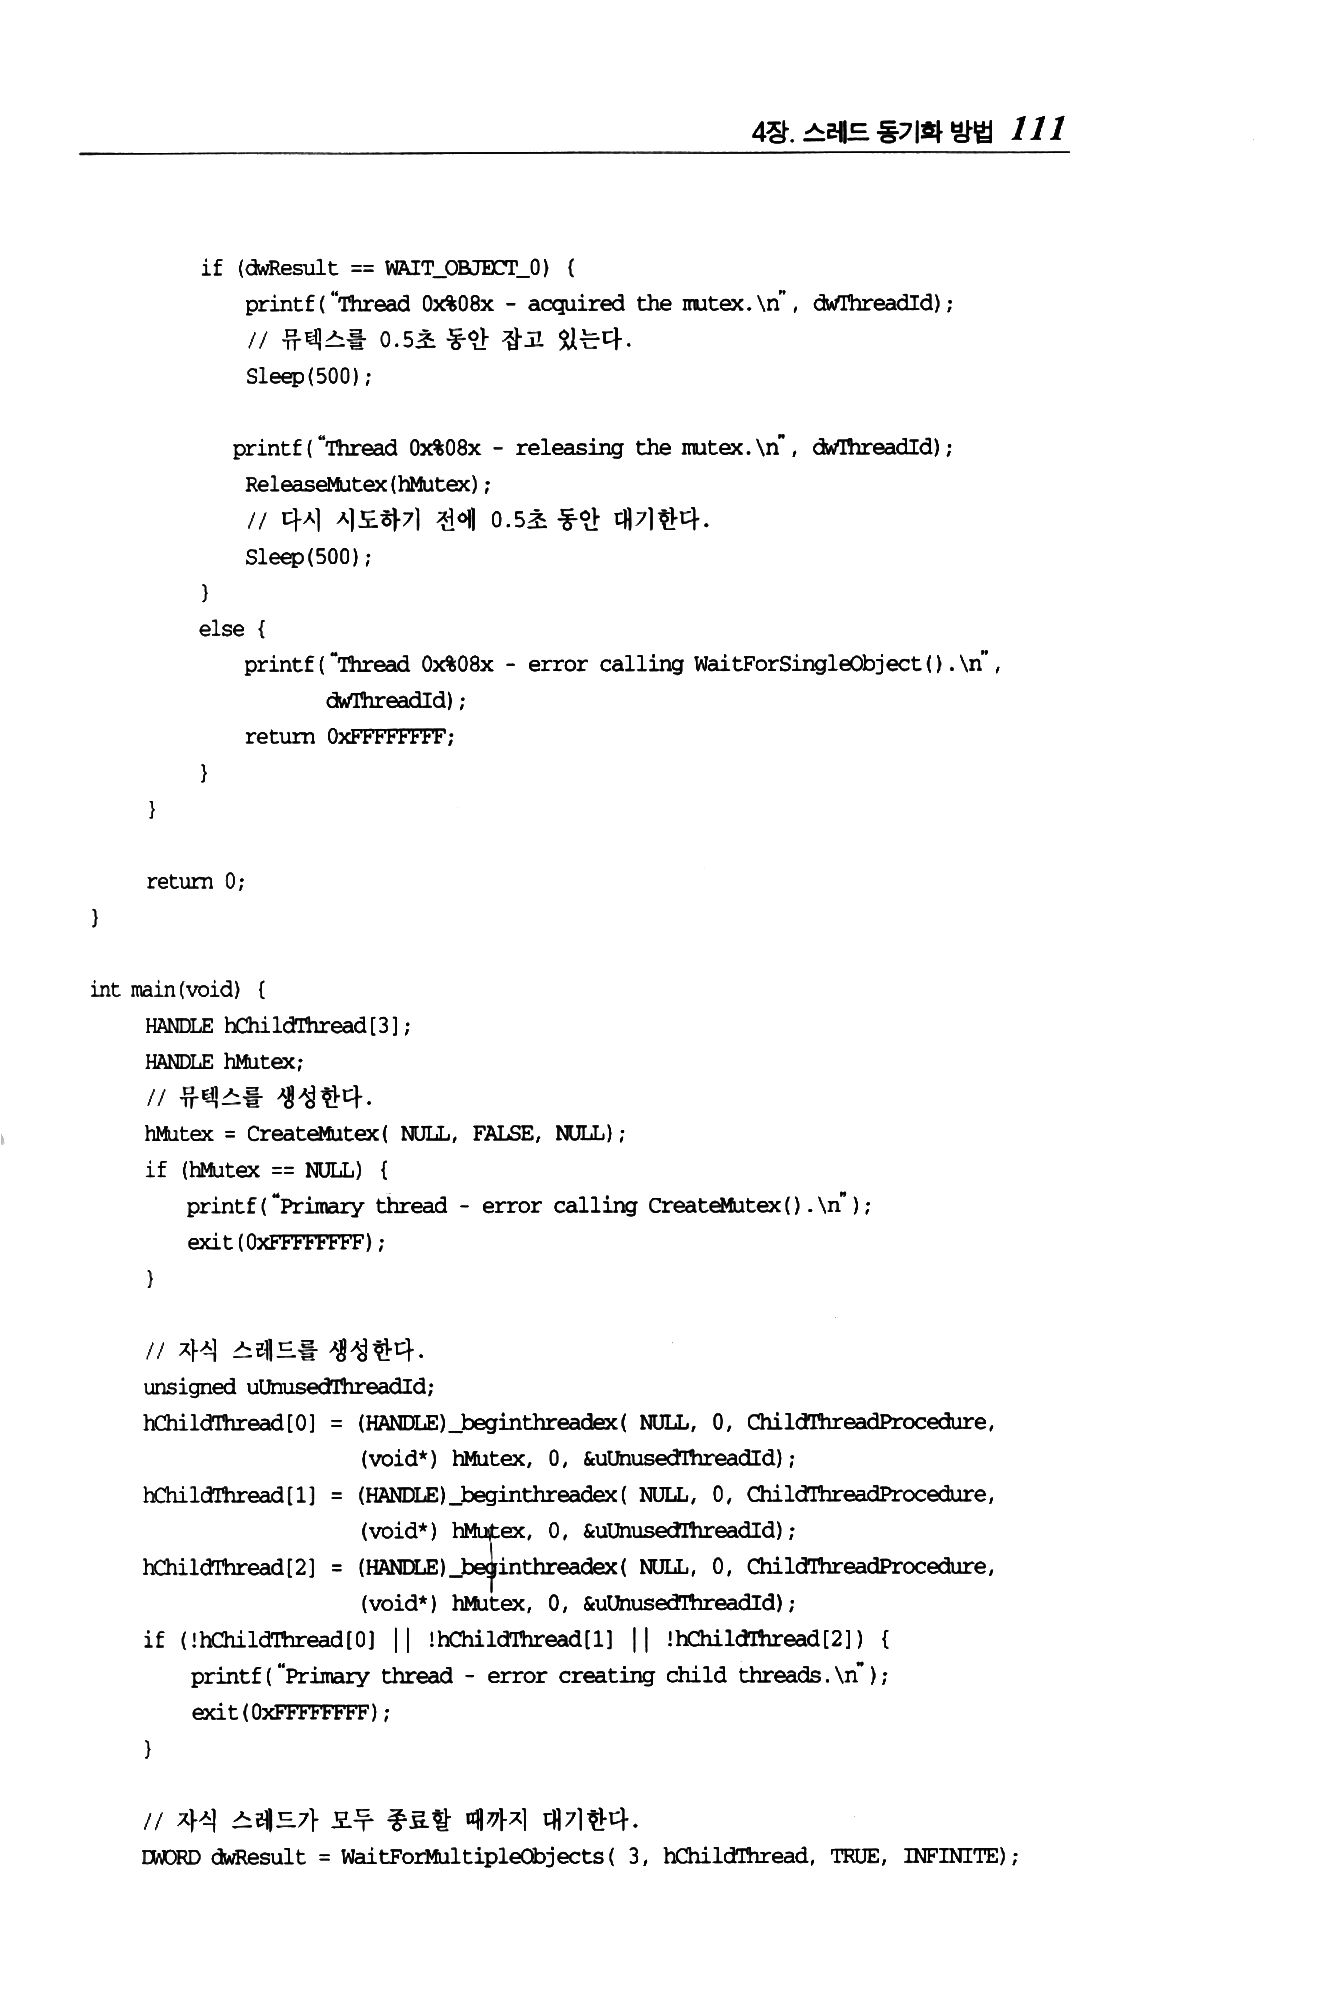 4장. 스레드 동기화 방법 111
if (dwResult == WAIT_OBJECT_0) {
printf("Thread 0x%08x - acquired the mutex.\n", dwThreadId);
// 뮤텍스를 0.5초 동안 잡고 있는다.
Sleep(500);
printf("Thread 0x%08x - releasing the mutex.\n", dwThreadId);
ReleaseMutex(hMutex);
// 다시 시도하기 전에 0.5초 동안 대기한다.
Sleep(500);
}
else {
printf("Thread 0x%08x - error calling WaitForSingleObject().\n",
dwThreadId);
return 0xFFFFFFFF;
}
}
return 0;
}
int main(void) {
HANDLE hChildThread[3];
HANDLE hMutex;
// 뮤텍스를 생성한다.
hMutex = CreateMutex( NULL, FALSE, NULL);
if (hMutex == NULL) {
printf("Primary thread - error calling CreateMutex().\n");
exit(0xFFFFFFFF);
}
// 자식 스레드를 생성한다.
unsigned uUnusedThreadId;
hChildThread[0] = (HANDLE)_beginthreadex( NULL, 0, ChildThreadProcedure,
(void*) hMutex, 0, &uUnusedThreadId);
hChildThread[1] = (HANDLE)_beginthreadex( NULL, 0, ChildThreadProcedure,
(void*) hMutex, 0, &uUnusedThreadId);
hChildThread[2] = (HANDLE)_beginthreadex( NULL, 0, ChildThreadProcedure,
(void*) hMutex, 0, &uUnusedThreadId);
if (!hChildThread[0] || !hChildThread[1] || !hChildThread[2]) {
printf("Primary thread - error creating child threads.\n");
exit(0xFFFFFFFF);
}
// 자식 스레드가 모두 종료할 때까지 대기한다.
DWORD dwResult = WaitForMultipleObjects( 3, hChildThread, TRUE, INFINITE);